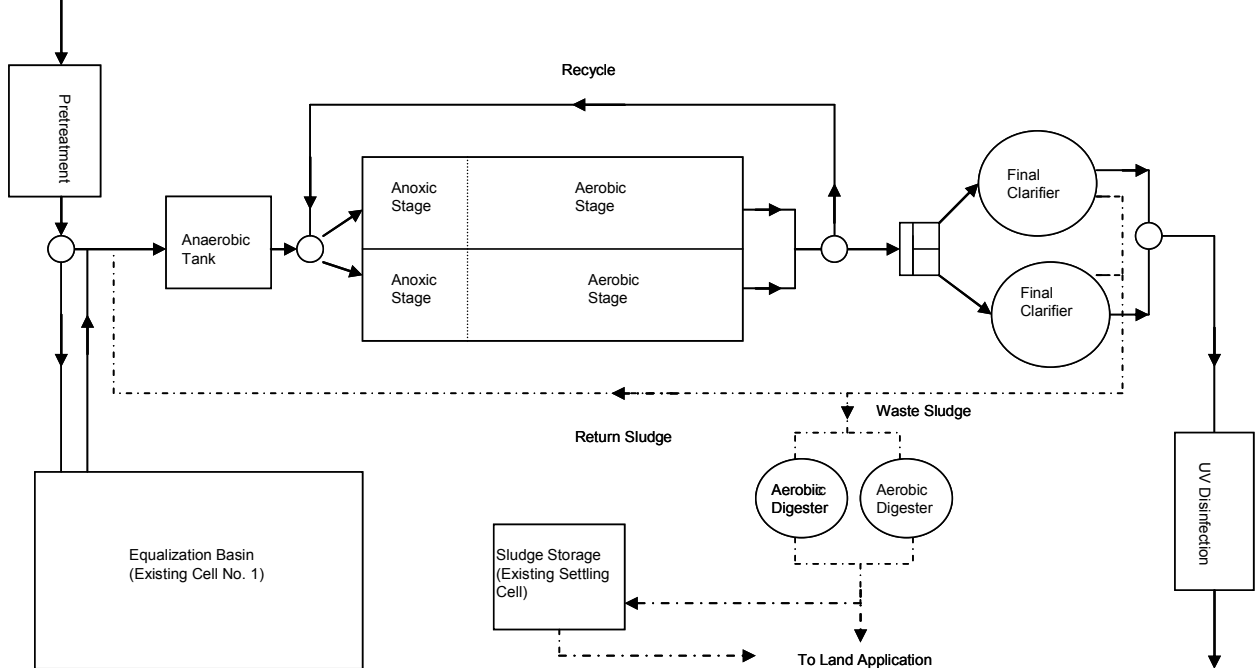 Recycle
Pretreatment
Anaerobic
Tank
Anoxic
Stage
Aerobic
Stage
Anoxic
Stage
Aerobic
Stage
Final
Clarifier
Final
Clarifier
Waste Sludge
Return Sludge
Aerobiic
Digester
Aerobic
Digester
UV Disinfection
Equalization Basin
(Existing Cell No. 1)
Sludge Storage
(Existing Settling
Cell)
To Land Application